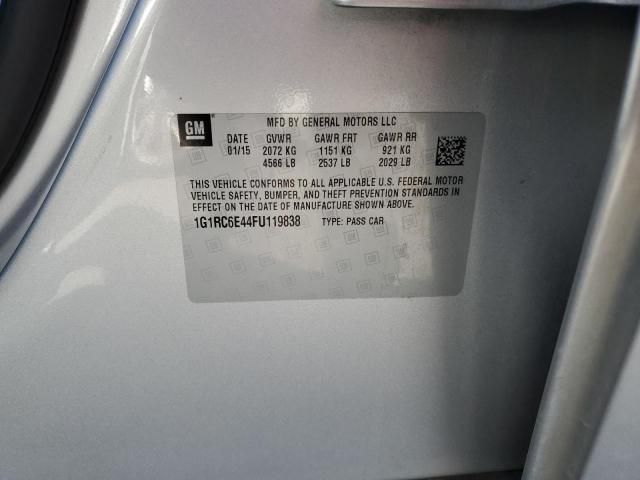 GM
MFD BY GENERAL MOTORS LLC
DATE GVWR GAWR FRT GAWR RR
01/15 2072 KG 1151 KG 921 KG
4566 LB 2537 LB 2029 LB
THIS VEHICLE CONFORMS TO ALL APPLICABLE U.S. FEDERAL MOTOR
VEHICLE SAFETY, BUMPER, AND THEFT PREVENTION STANDARDS IN
EFFECT ON THE DATE OF MANUFACTURE SHOWN ABOVE.
1G1RC6E44FU119838 TYPE: PASS CAR